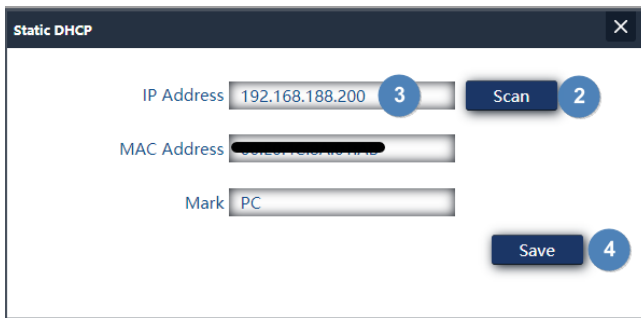 Static DHCP
IP Address 192.168.188.200 3 Scan 2
MAC Address
Mark PC
Save 4